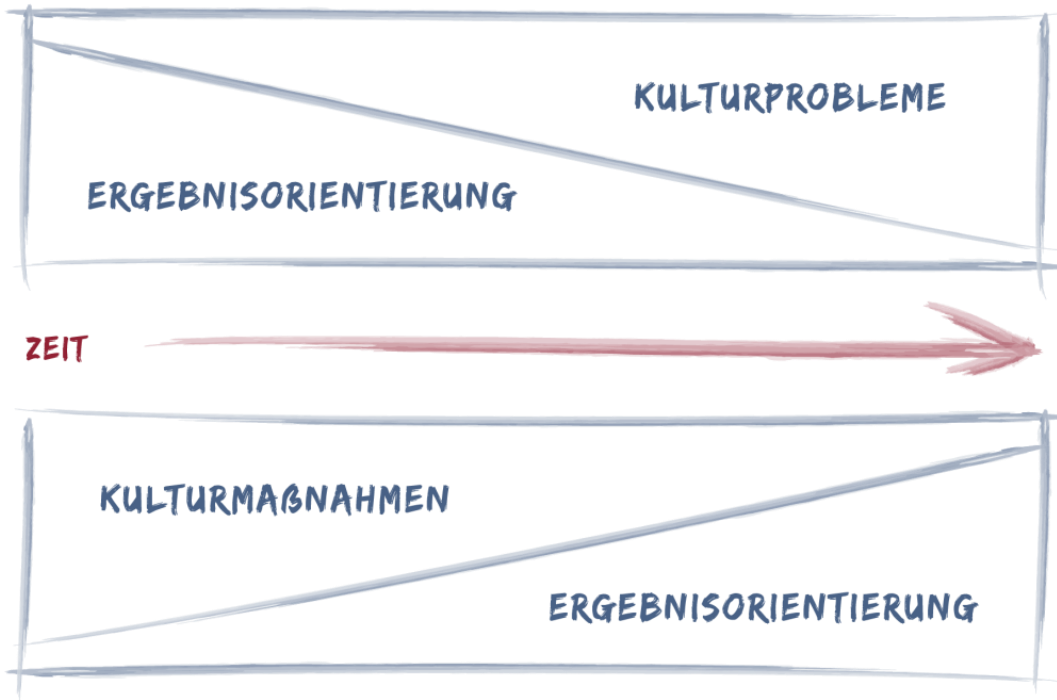 KULTURPROBLEME
ERGEBNISORIENTIERUNG
ZEIT
KULTURMAßNAHMEN
ERGEBNISORIENTIERUNG